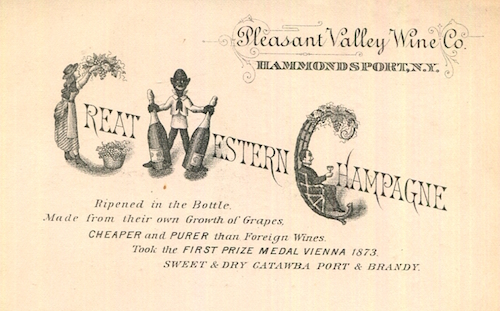 Pleasant Valley Wine Co.
HAMMONDSPORT, N.Y.
GREAT WESTERN CHAMPAGNE
Ripened in the Bottle.
Made from their own Growth of Grapes,
CHEAPER and PURER than Foreign Wines.
Took the FIRST PRIZE MEDAL VIENNA 1873.
SWEET & DRY CATAWBA PORT & BRANDY.